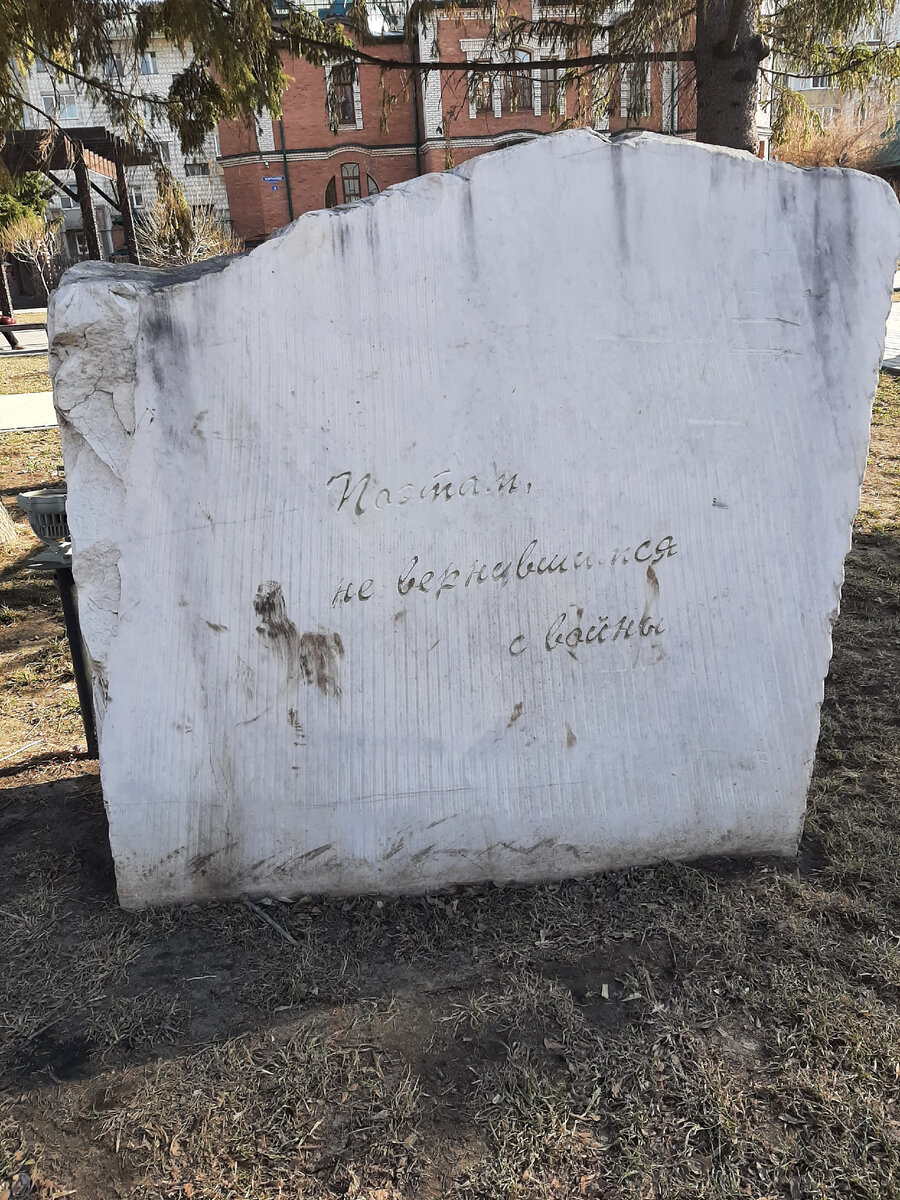 Поэтам,
не вернувшимся
с войны